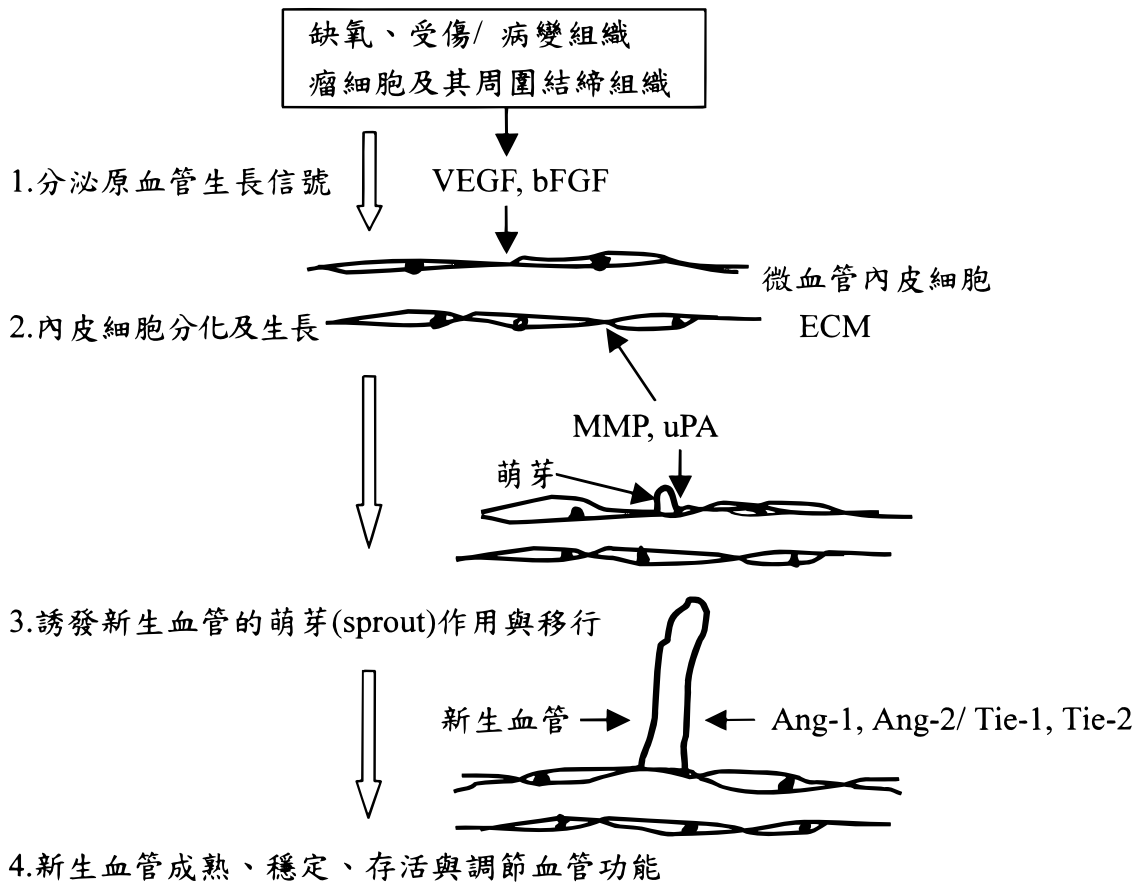 缺氧、受傷/ 病變組織
瘤細胞及其周圍結締組織
1.分泌原血管生長信號
VEGF, bFGF
微血管內皮細胞
2.內皮細胞分化及生長
ECM
MMP, uPA
萌芽
3.誘發新生血管的萌芽(sprout)作用與移行
新生血管
Ang-1, Ang-2/ Tie-1, Tie-2
4.新生血管成熟、穩定、存活與調節血管功能